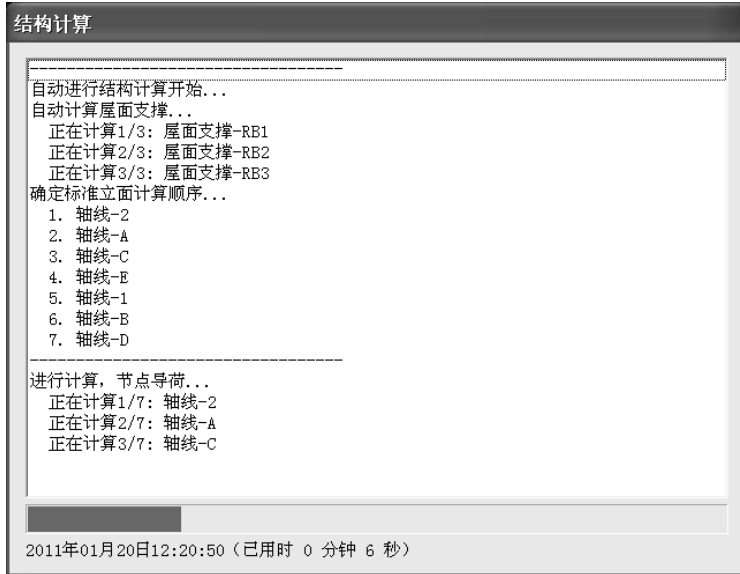 结构计算
----------------------------------
自动进行结构计算开始...
自动计算屋面支撑...
正在计算1/3: 屋面支撑-RB1
正在计算2/3: 屋面支撑-RB2
正在计算3/3: 屋面支撑-RB3
确定标准立面计算顺序...
1. 轴线-2
2. 轴线-A
3. 轴线-C
4. 轴线-E
5. 轴线-1
6. 轴线-B
7. 轴线-D
----------------------------------
进行计算，节点导荷...
正在计算1/7: 轴线-2
正在计算2/7: 轴线-A
正在计算3/7: 轴线-C
2011年01月20日12:20:50（已用时 0 分钟 6 秒）